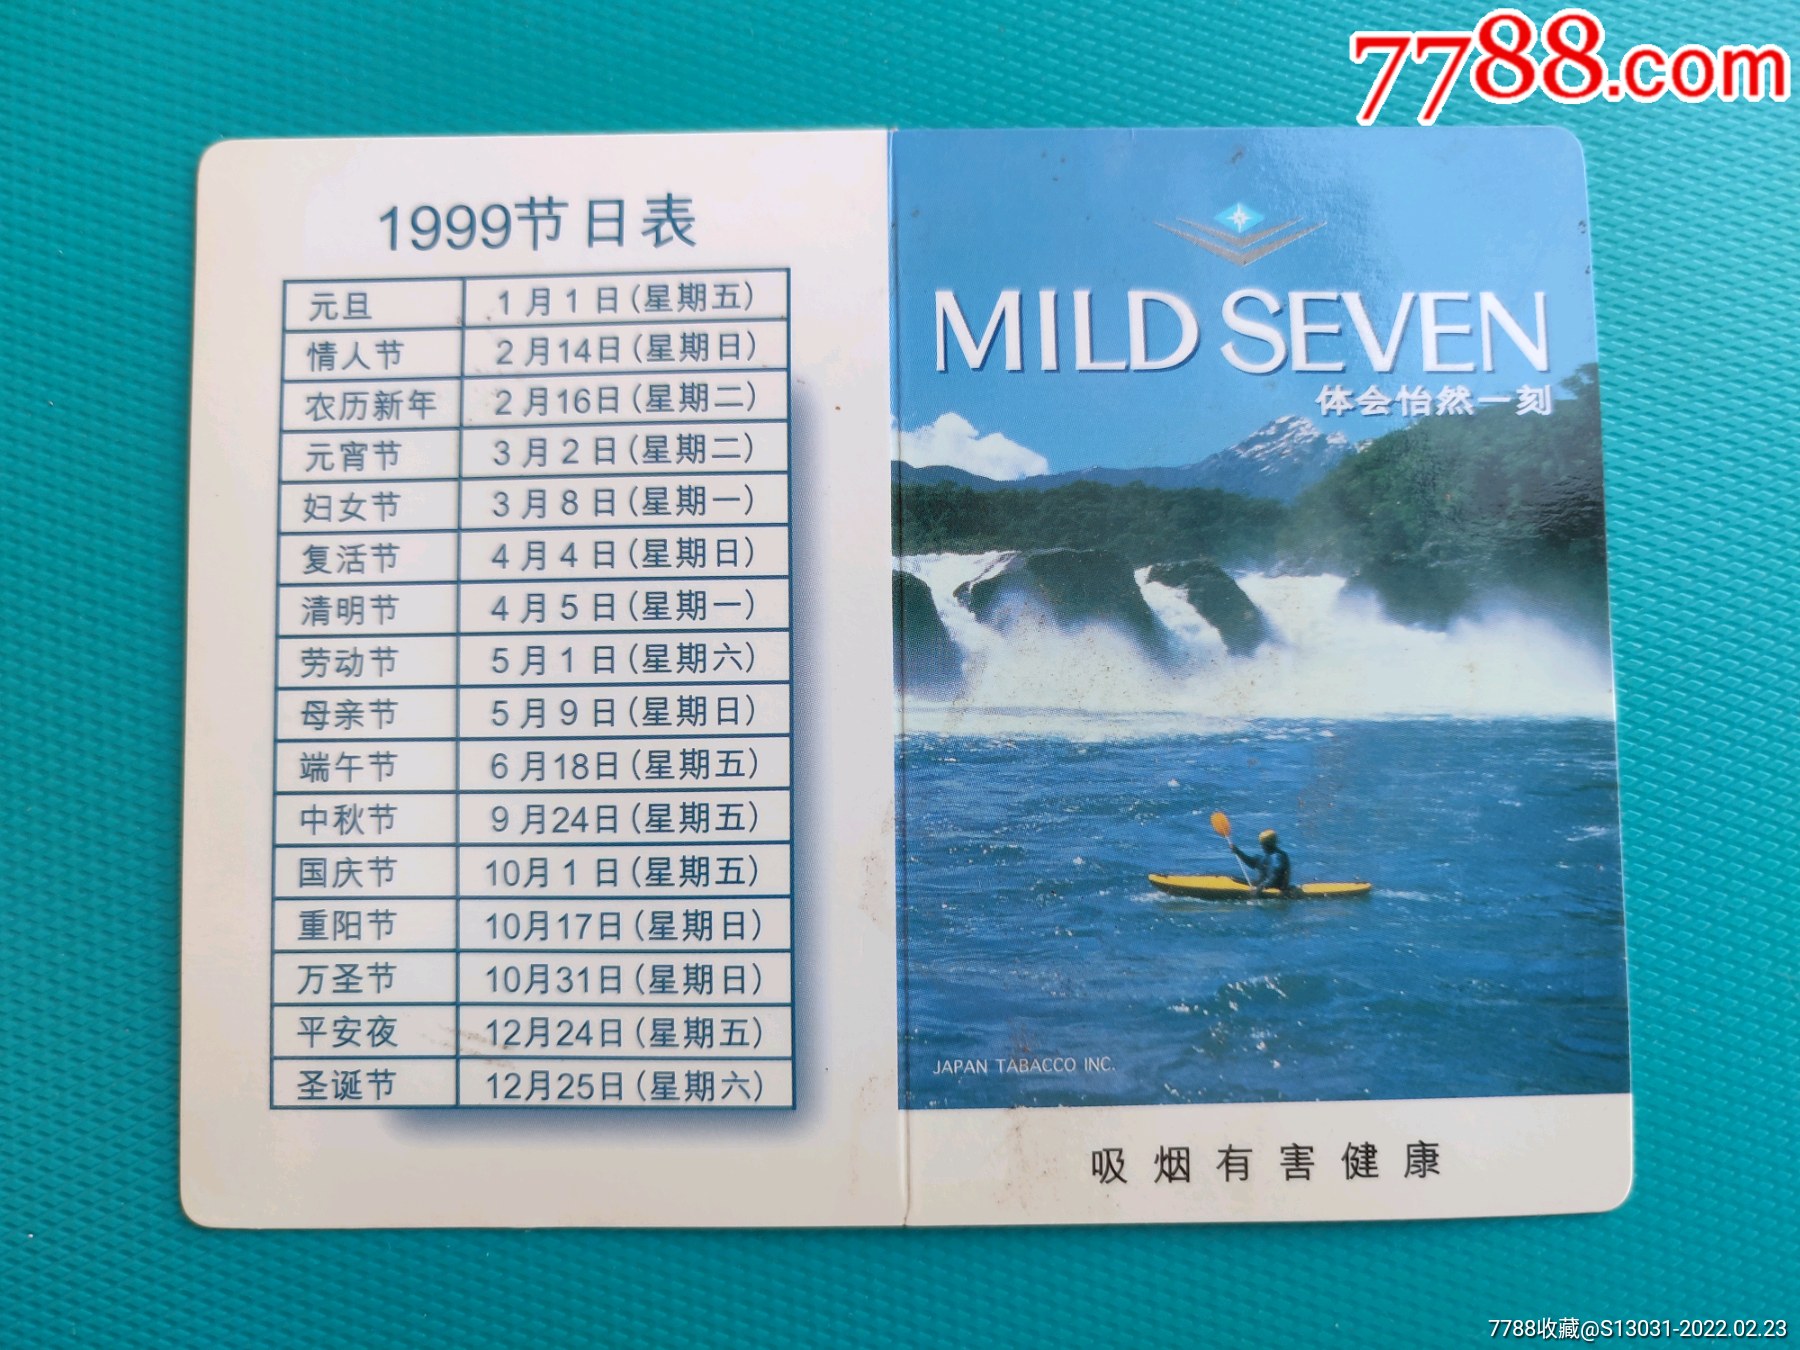 7788.com
1999节日表
元旦 1月1日(星期五)
情人节 2月14日(星期日)
农历新年 2月16日(星期二)
元宵节 3月2日(星期二)
妇女节 3月8日(星期一)
复活节 4月4日(星期日)
清明节 4月5日(星期一)
劳动节 5月1日(星期六)
母亲节 5月9日(星期日)
端午节 6月18日(星期五)
中秋节 9月24日(星期五)
国庆节 10月1日(星期五)
重阳节 10月17日(星期日)
万圣节 10月31日(星期日)
平安夜 12月24日(星期五)
圣诞节 12月25日(星期六)
MILD SEVEN
体会怡然一刻
JAPAN TABACCO INC.
吸烟有害健康
7788收藏@S13031-2022.02.23